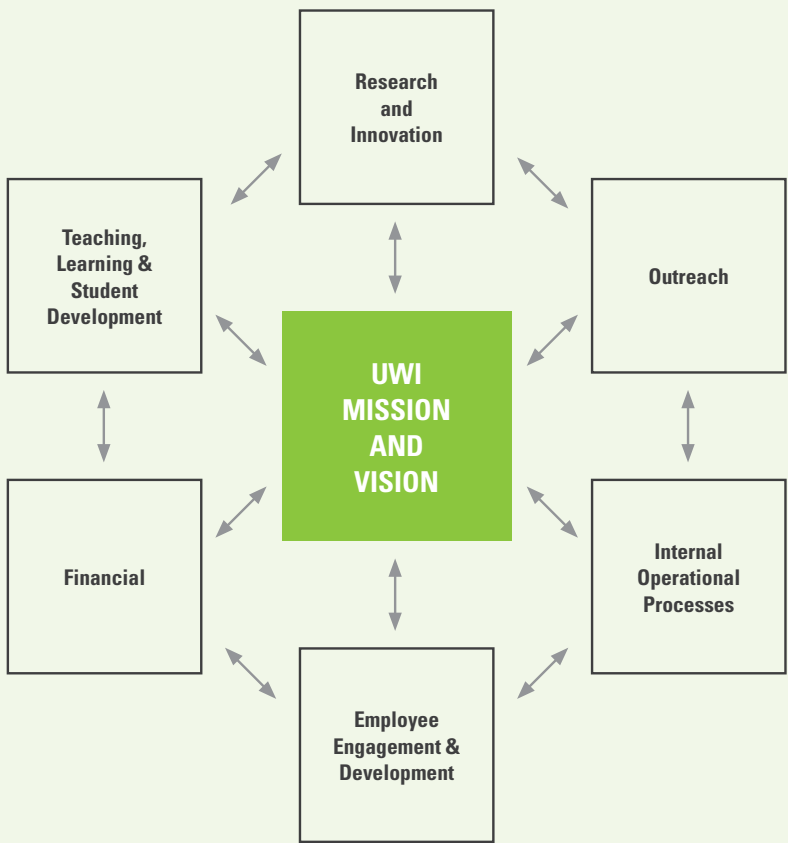 Research
and
Innovation
Teaching,
Learning &
Student
Development
Outreach
UWI
MISSION
AND
VISION
Financial
Internal
Operational
Processes
Employee
Engagement &
Development